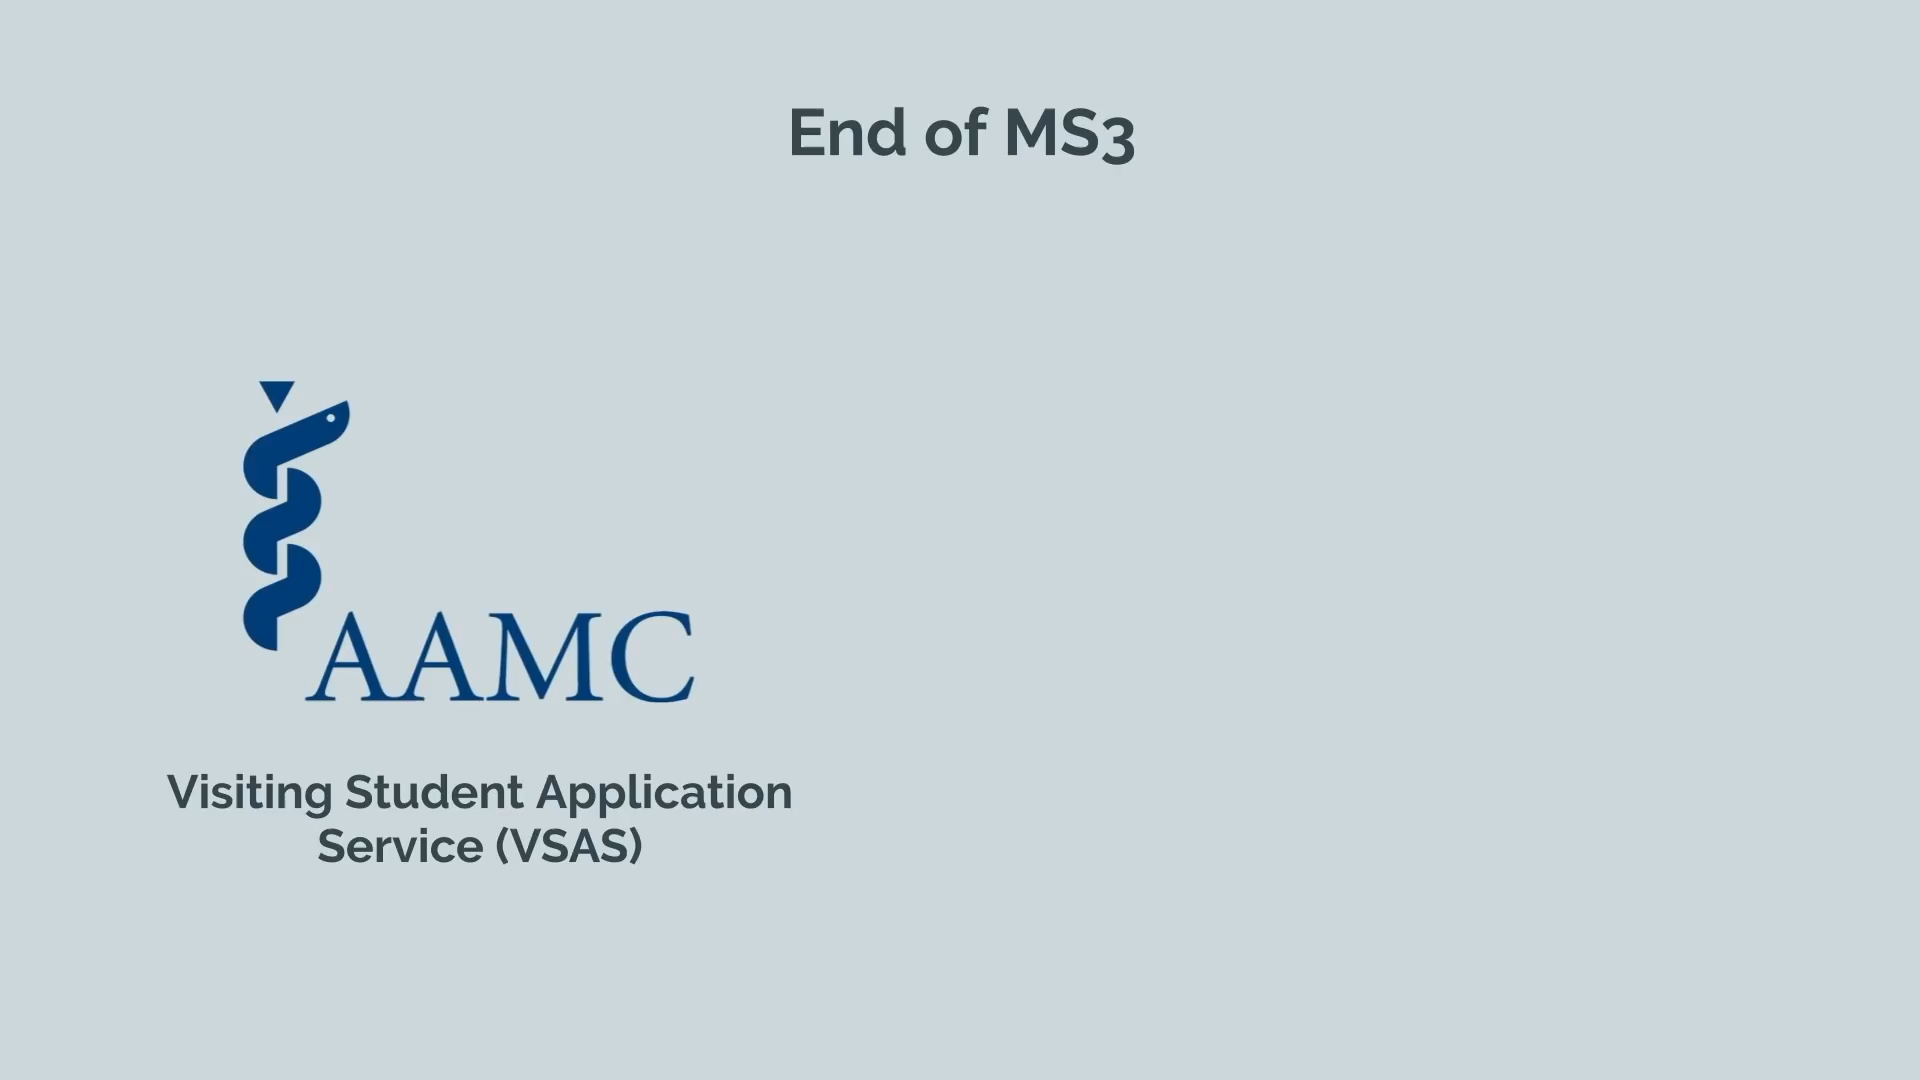 End of MS3
AAMC
Visiting Student Application
Service (VSAS)